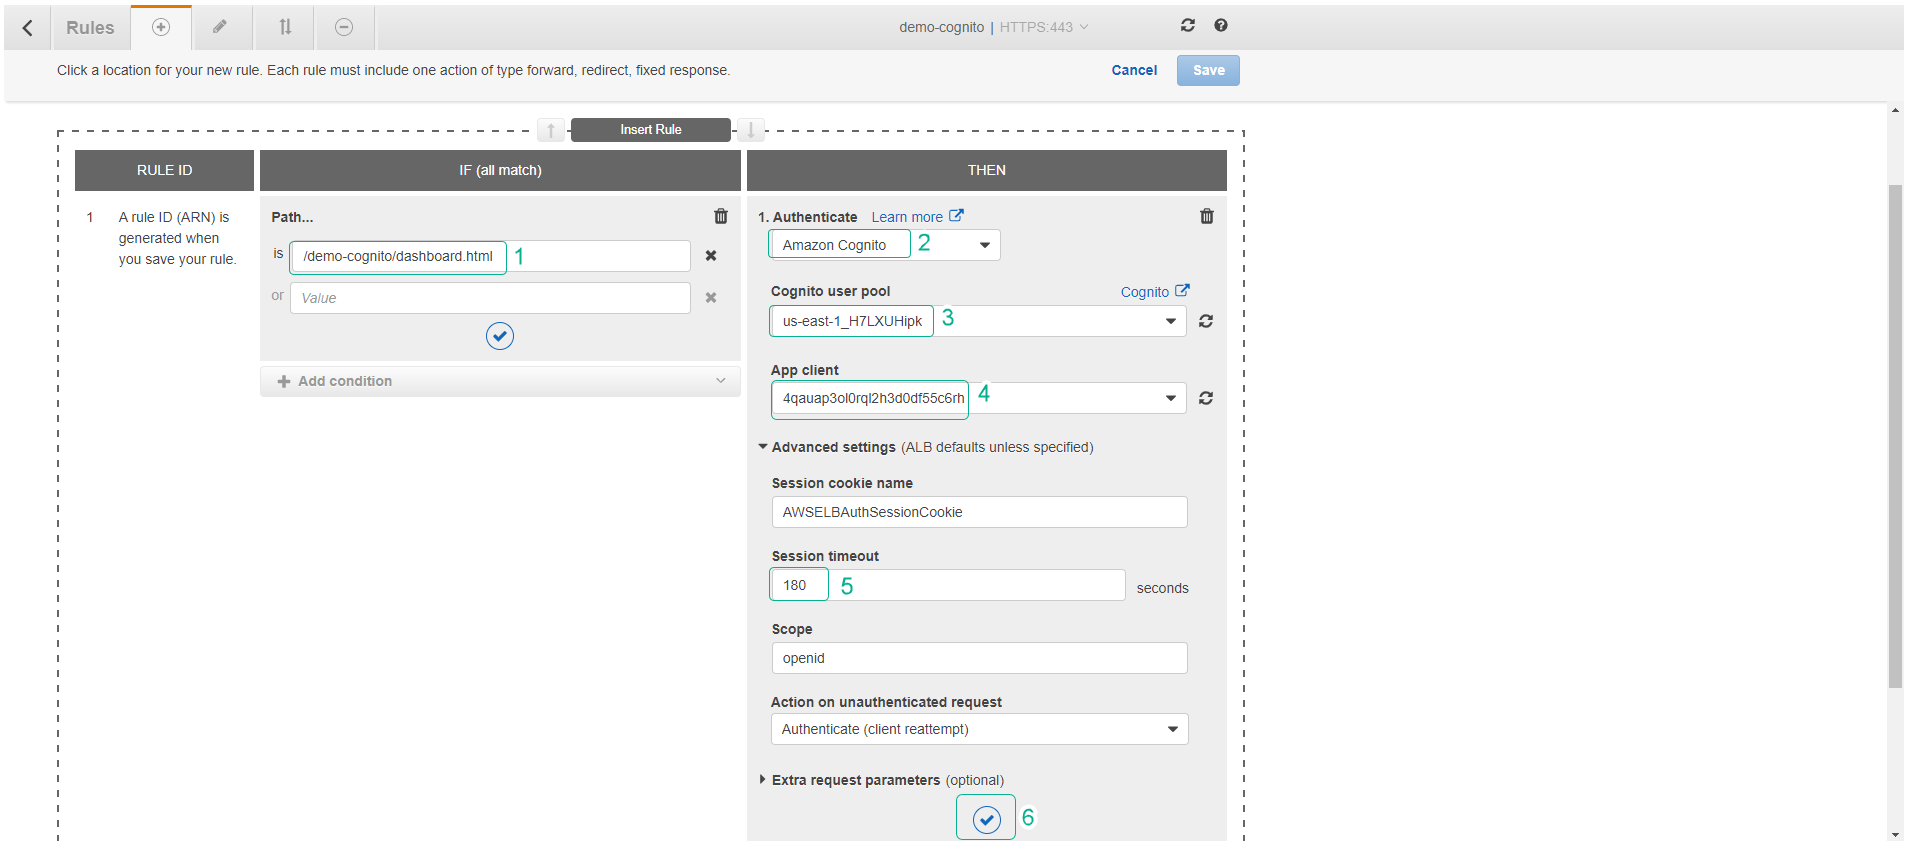 Rules
demo-cognito | HTTPS:443
Click a location for your new rule. Each rule must include one action of type forward, redirect, fixed response.
Cancel
Save
Insert Rule
RULE ID
IF (all match)
THEN
1
A rule ID (ARN) is
generated when
you save your rule.
Path...
is
/demo-cognito/dashboard.html
1
or
Value
Add condition
1. Authenticate
Learn more
Amazon Cognito
2
Cognito user pool
Cognito
us-east-1_H7LXUHipk
3
App client
4qauap3ol0rql2h3d0df55c6rh
4
Advanced settings (ALB defaults unless specified)
Session cookie name
AWSELBAuthSessionCookie
Session timeout
180
5
seconds
Scope
openid
Action on unauthenticated request
Authenticate (client reattempt)
Extra request parameters (optional)
6